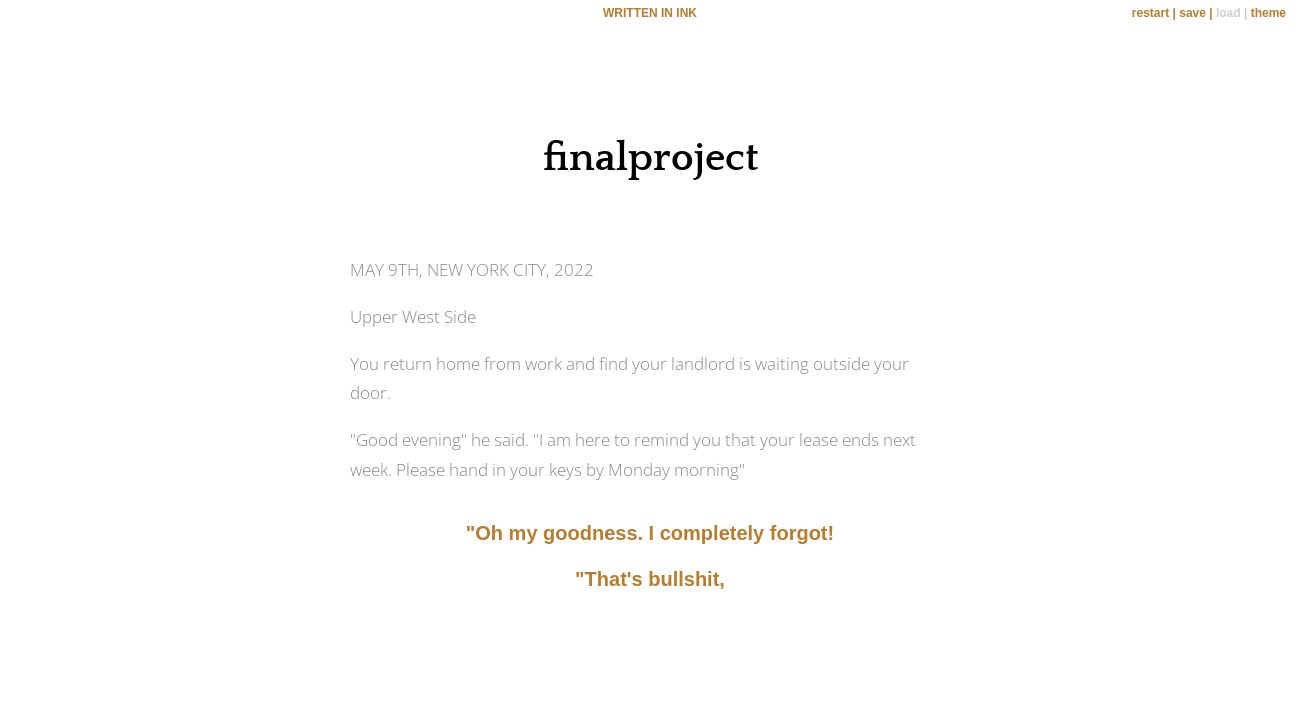 WRITTEN IN INK
restart | save | load | theme
finalproject
MAY 9TH, NEW YORK CITY, 2022
Upper West Side
You return home from work and find your landlord is waiting outside your
door.
"Good evening" he said. "I am here to remind you that your lease ends next
week. Please hand in your keys by Monday morning"
"Oh my goodness. I completely forgot!
"That's bullshit,